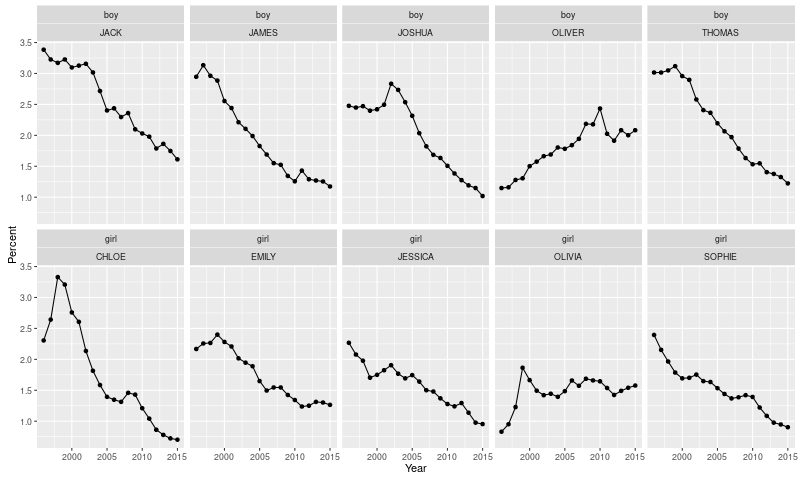 boy boy boy boy boy
JACK JAMES JOSHUA OLIVER THOMAS
3.5
3.0
2.5
2.0
1.5
1.0
Percent
girl girl girl girl girl
CHLOE EMILY JESSICA OLIVIA SOPHIE
3.5
3.0
2.5
2.0
1.5
1.0
2000 2005 2010 2015 2000 2005 2010 2015 2000 2005 2010 2015 2000 2005 2010 2015 2000 2005 2010 2015
Year